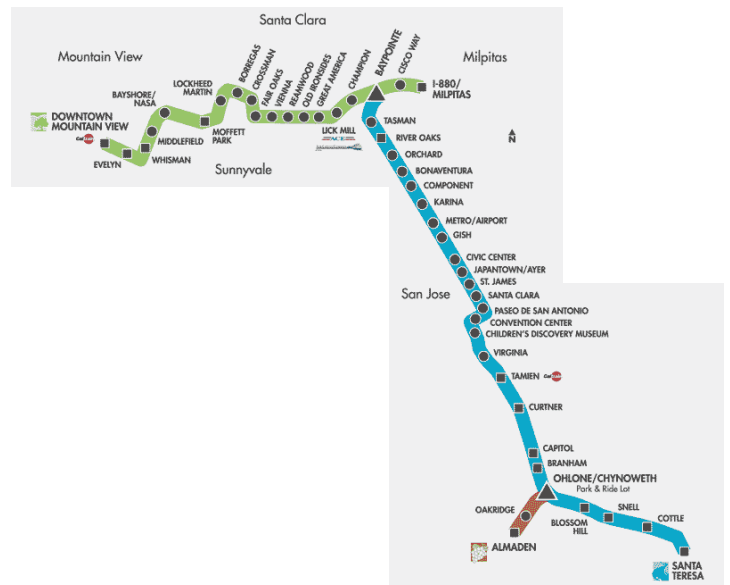 Santa Clara
Mountain View
Milpitas
BAYPOINTE
CISCO WAY
CHAMPION
BORREGAS
CROSSMAN
LOCKHEED
MARTIN
FAIR OAKS
VIENNA
REAMWOOD
OLD IRONSIDES
GREAT AMERICA
I-880/
MILPITAS
BAYSHORE/
NASA
DOWNTOWN
MOUNTAIN VIEW
MOFFETT
PARK
LICK MILL
ACE
MIDDLEFIELD
WHISMAN
EVELYN
Sunnyvale
TASMAN
RIVER OAKS
N
ORCHARD
BONAVENTURA
COMPONENT
KARINA
METRO/AIRPORT
GISH
CIVIC CENTER
JAPANTOWN/AYER
ST. JAMES
San Jose
SANTA CLARA
PASEO DE SAN ANTONIO
CONVENTION CENTER
CHILDREN'S DISCOVERY MUSEUM
VIRGINIA
TAMIEN
CURTNER
CAPITOL
BRANHAM
OHLONE/CHYNOWETH
Park & Ride Lot
OAKRIDGE
ALMADEN
BLOSSOM
HILL
SNELL
COTTLE
SANTA
TERESA